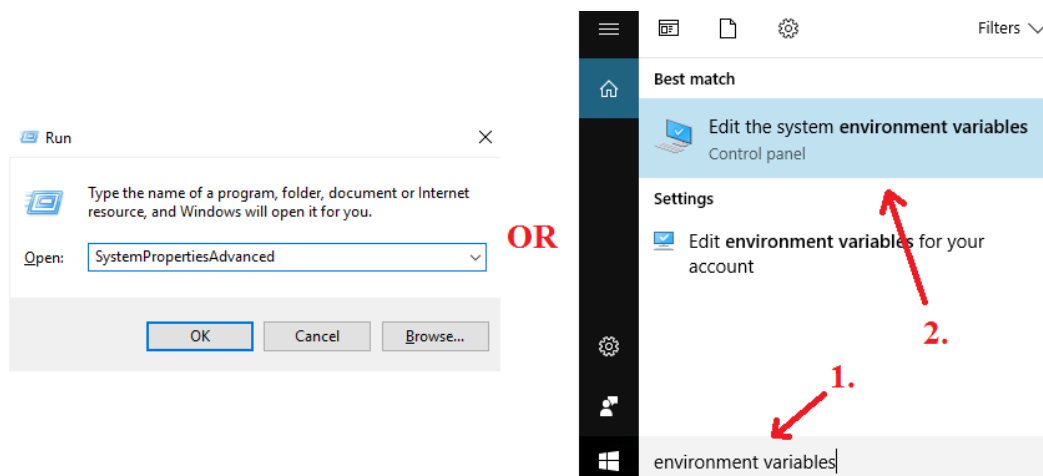 Run
Type the name of a program, folder, document or Internet
resource, and Windows will open it for you.
Open:
SystemPropertiesAdvanced
OK
Cancel
Browse...
OR
Filters
Best match
Edit the system environment variables
Control panel
Settings
Edit environment variables for your
account
2.
1.
environment variables